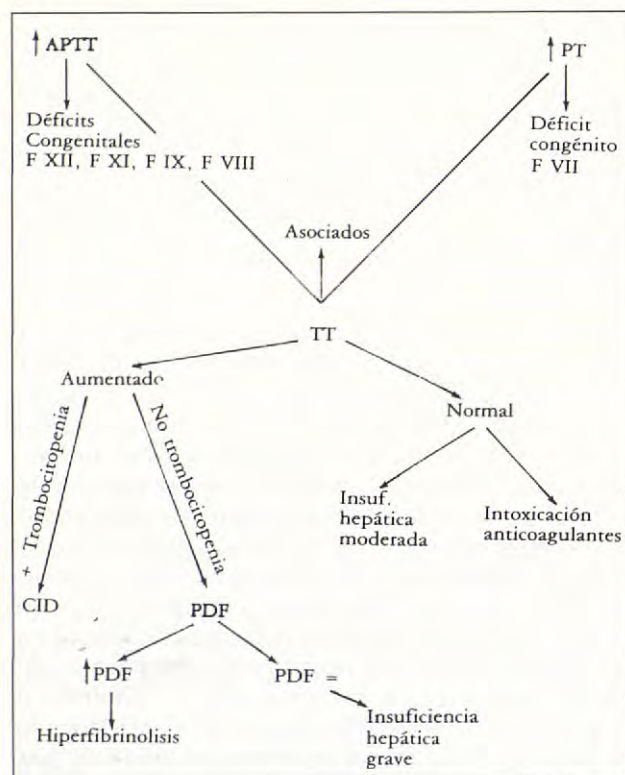 ↑ APTT
↑ PT
Déficits
Congenitales
F XII, F XI, F IX, F VIII
Déficit
congénito
F VII
Asociados
TT
Aumentado
Normal
+ Trombocitopenia
No trombocitopenia
Insuf.
hepática
moderada
Intoxicación
anticoagulantes
CID
PDF
↑PDF
PDF =
Hiperfibrinolisis
Insuficiencia
hepática
grave